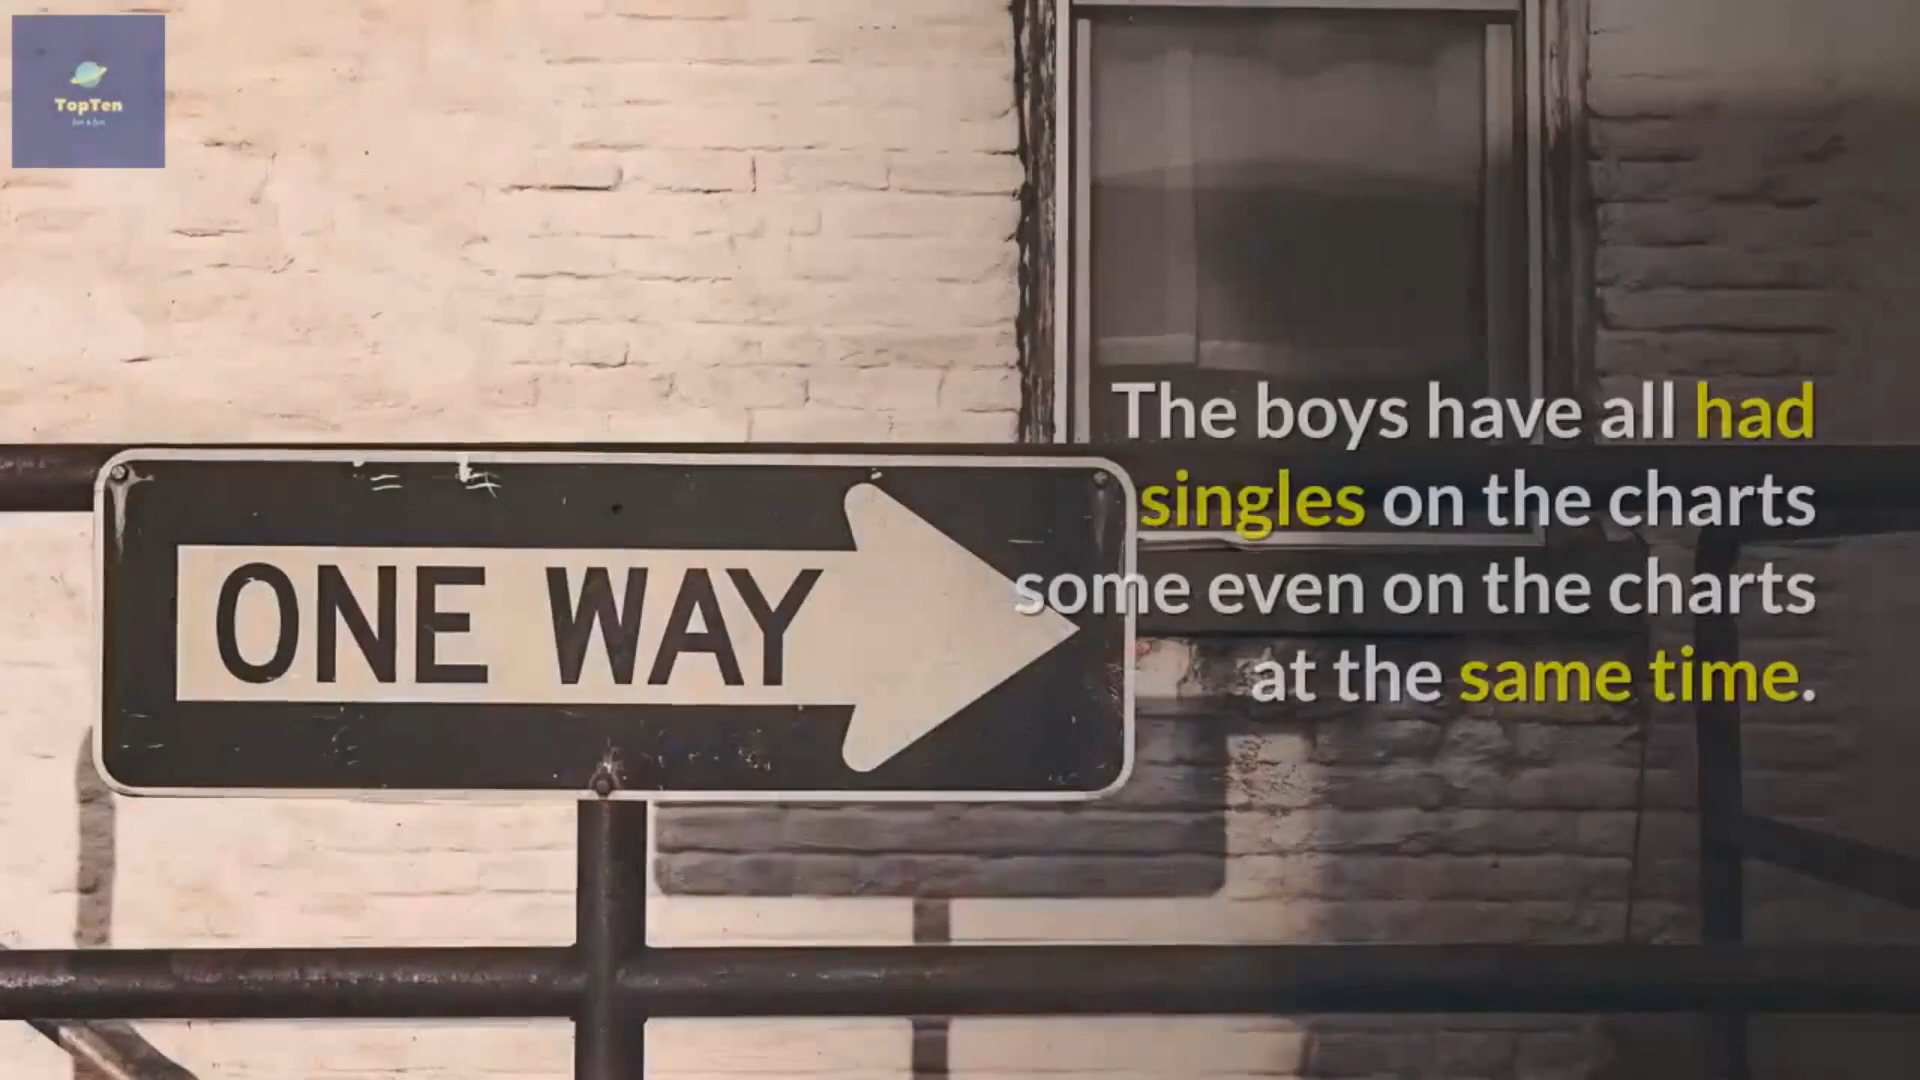 TopTen
ONE WAY
The boys have all had
singles on the charts
some even on the charts
at the same time.